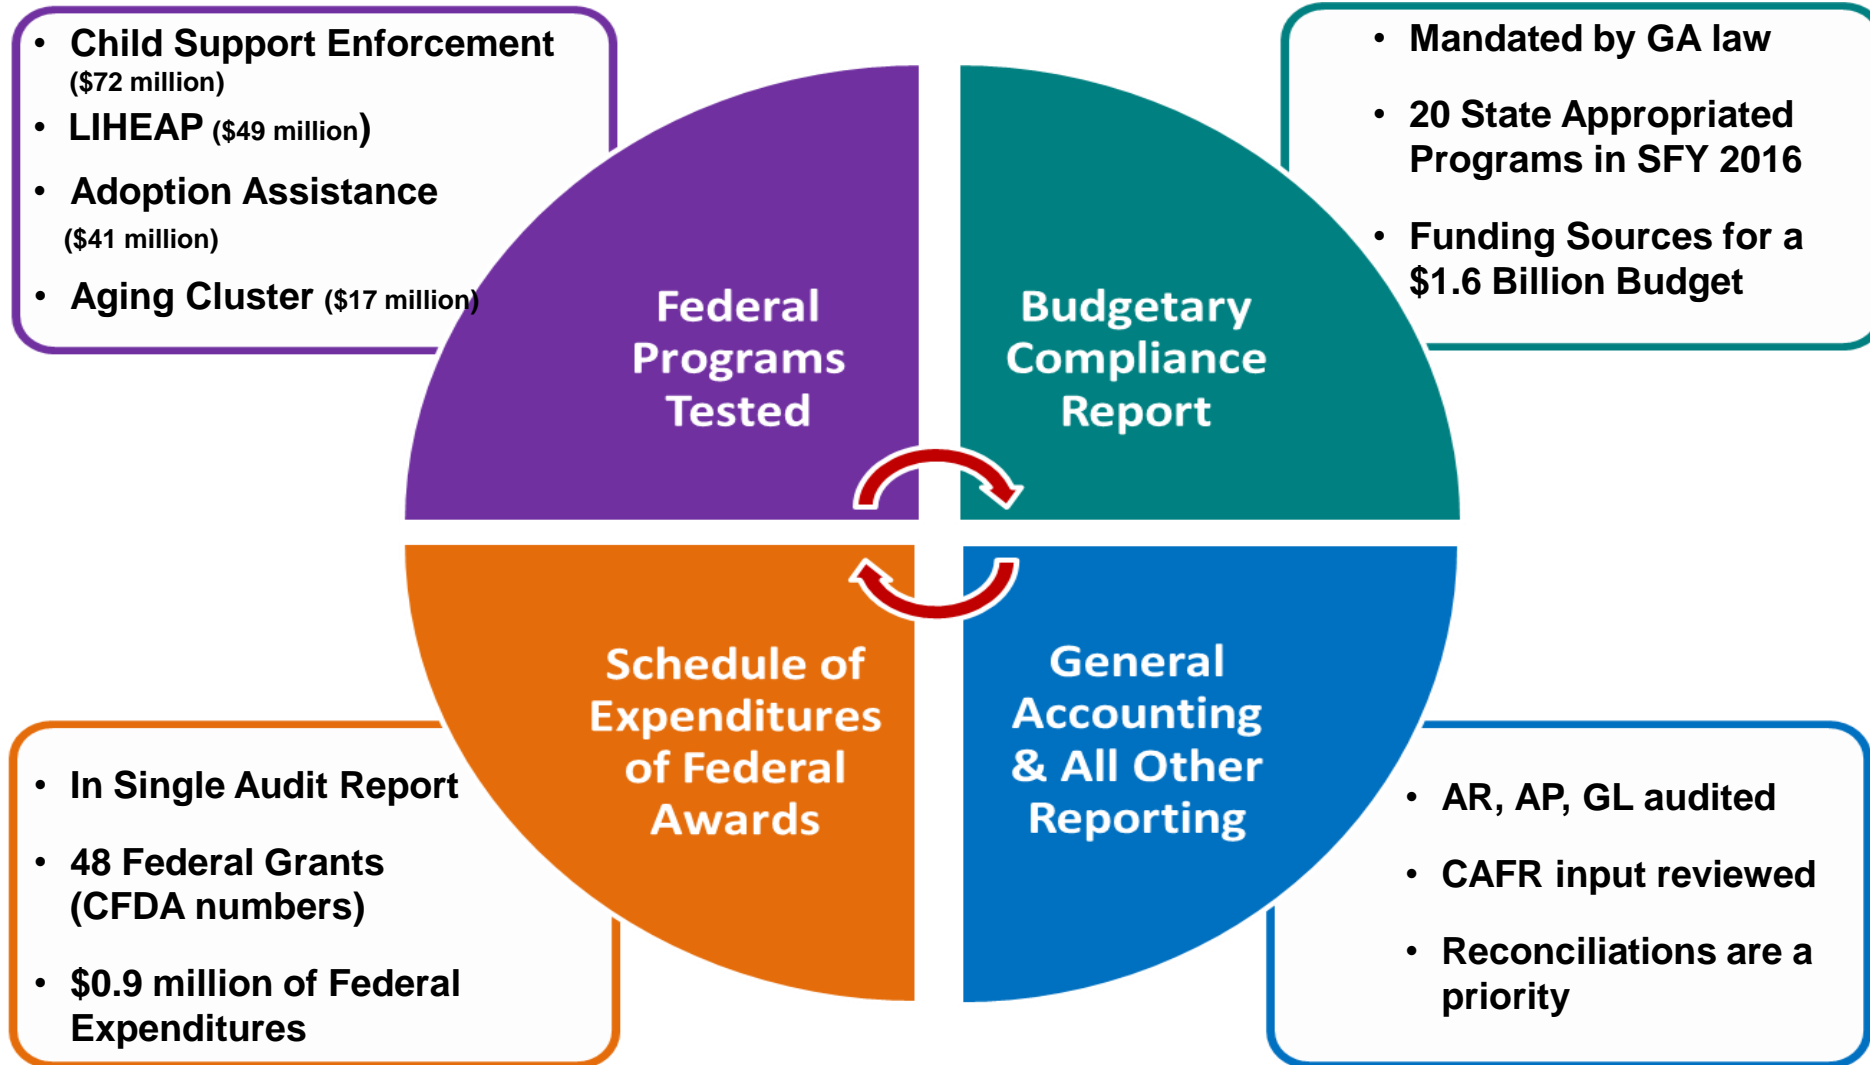 • Child Support Enforcement
($72 million)
• LIHEAP ($49 million)
• Adoption Assistance
($41 million)
• Aging Cluster ($17 million)
Federal
Programs
Tested
• Mandated by GA law
• 20 State Appropriated
Programs in SFY 2016
• Funding Sources for a
$1.6 Billion Budget
Budgetary
Compliance
Report
• In Single Audit Report
• 48 Federal Grants
(CFDA numbers)
• $0.9 million of Federal
Expenditures
Schedule of
Expenditures
of Federal
Awards
General
Accounting
& All Other
Reporting
• AR, AP, GL audited
• CAFR input reviewed
• Reconciliations are a
priority